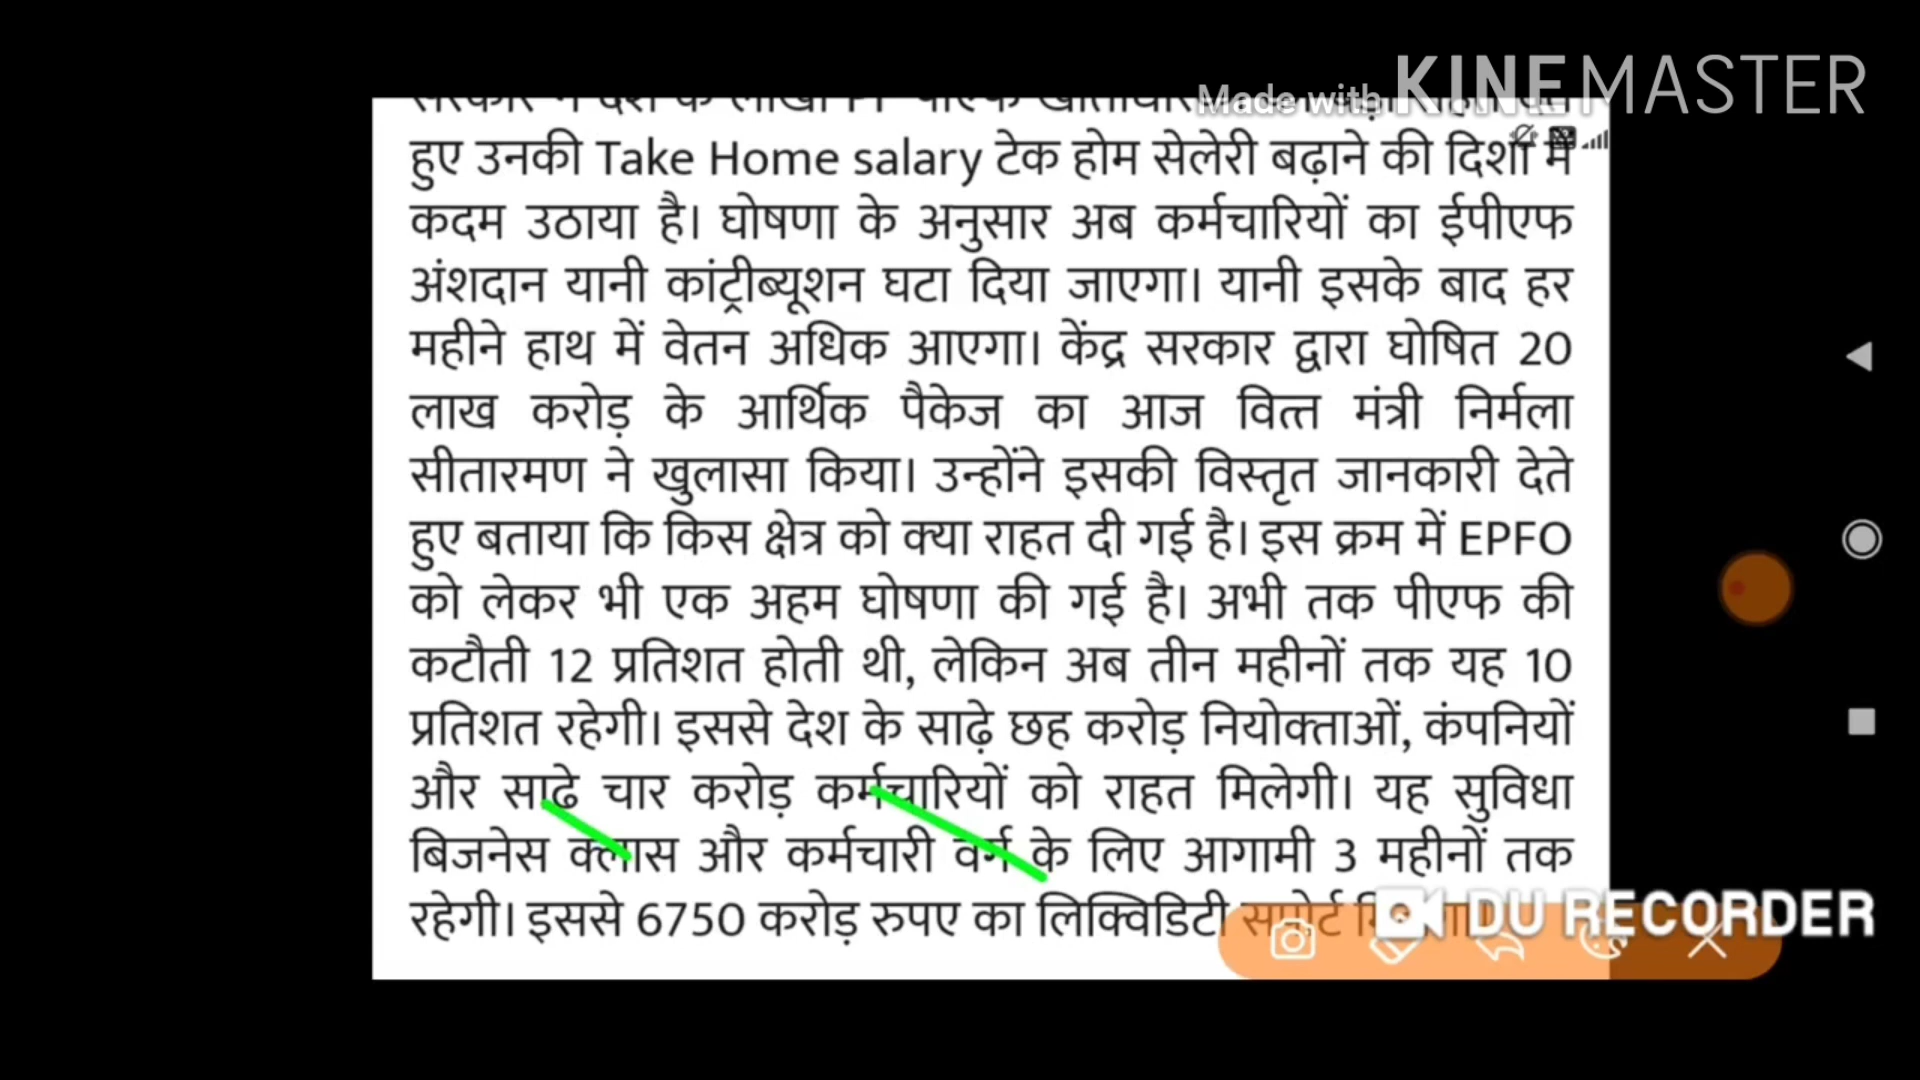 Made with KINEMASTER
हुए उनकी Take Home salary टेक होम सेलेरी बढ़ाने की दिशा में
कदम उठाया है। घोषणा के अनुसार अब कर्मचारियों का ईपीएफ
अंशदान यानी कांट्रीब्यूशन घटा दिया जाएगा। यानी इसके बाद हर
महीने हाथ में वेतन अधिक आएगा। केंद्र सरकार द्वारा घोषित 20
लाख करोड़ के आर्थिक पैकेज का आज वित्त मंत्री निर्मला
सीतारमण ने खुलासा किया। उन्होंने इसकी विस्तृत जानकारी देते
हुए बताया कि किस क्षेत्र को क्या राहत दी गई है। इस क्रम में EPFO
को लेकर भी एक अहम घोषणा की गई है। अभी तक पीएफ की
कटौती 12 प्रतिशत होती थी, लेकिन अब तीन महीनों तक यह 10
प्रतिशत रहेगी। इससे देश के साढ़े छह करोड़ नियोक्ताओं, कंपनियों
और साढे चार करोड़ कर्मचारियों को राहत मिलेगी। यह सुविधा
बिजनेस क्लास और कर्मचारी वर्ग के लिए आगामी 3 महीनों तक
रहेगी। इससे 6750 करोड़ रुपए का लिक्विडिटी सपोर्ट
DU RECORDER